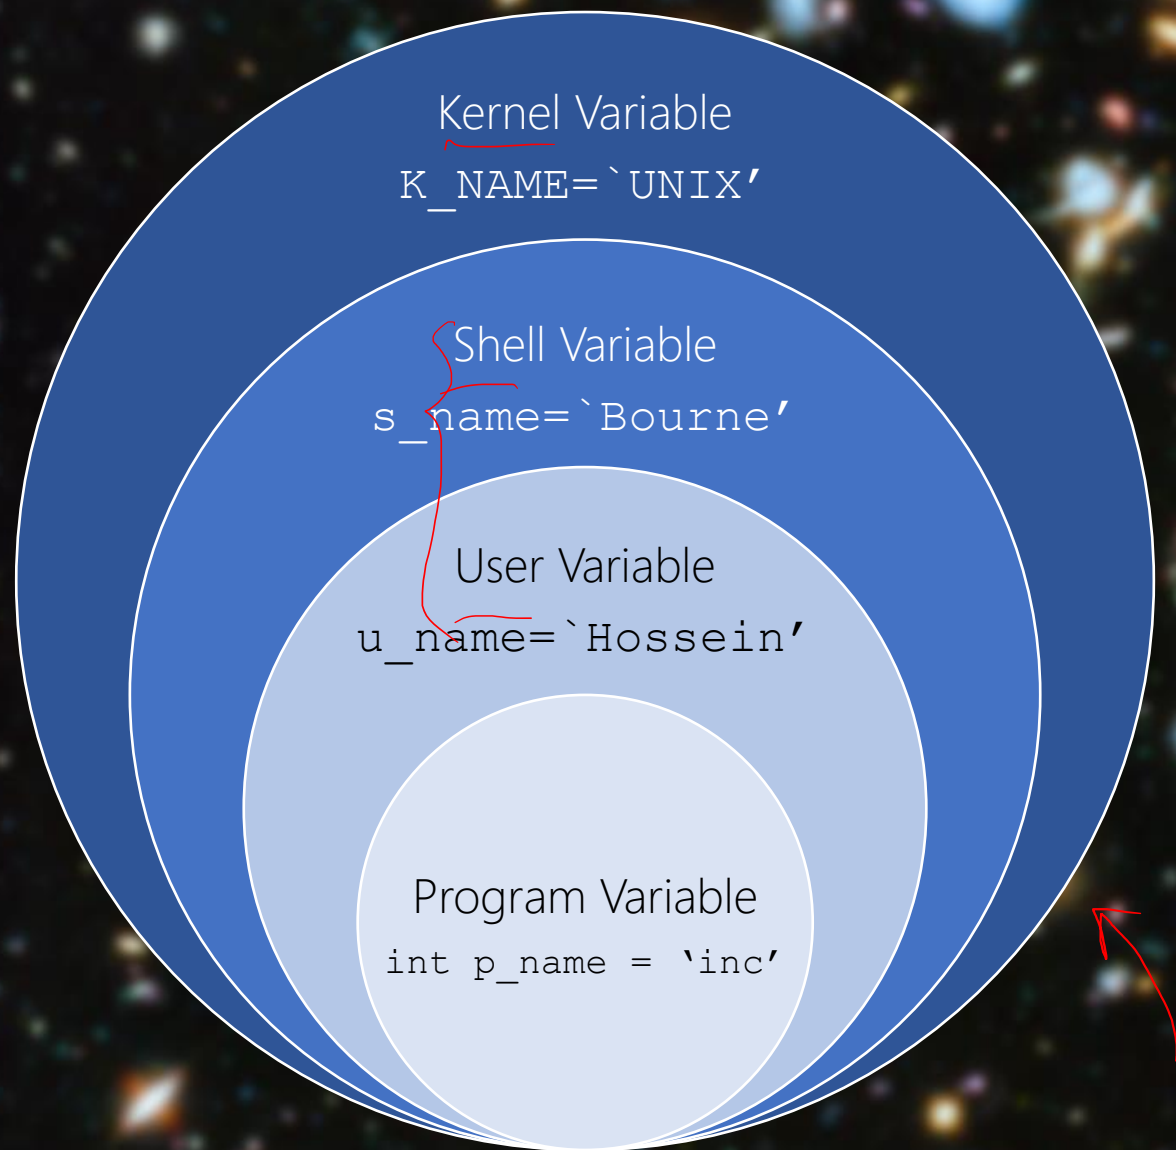 Kernel Variable
K_NAME=`UNIX’
Shell Variable
s_name=`Bourne’
User Variable
u_name=`Hossein’
Program Variable
int p_name = ‵inc’